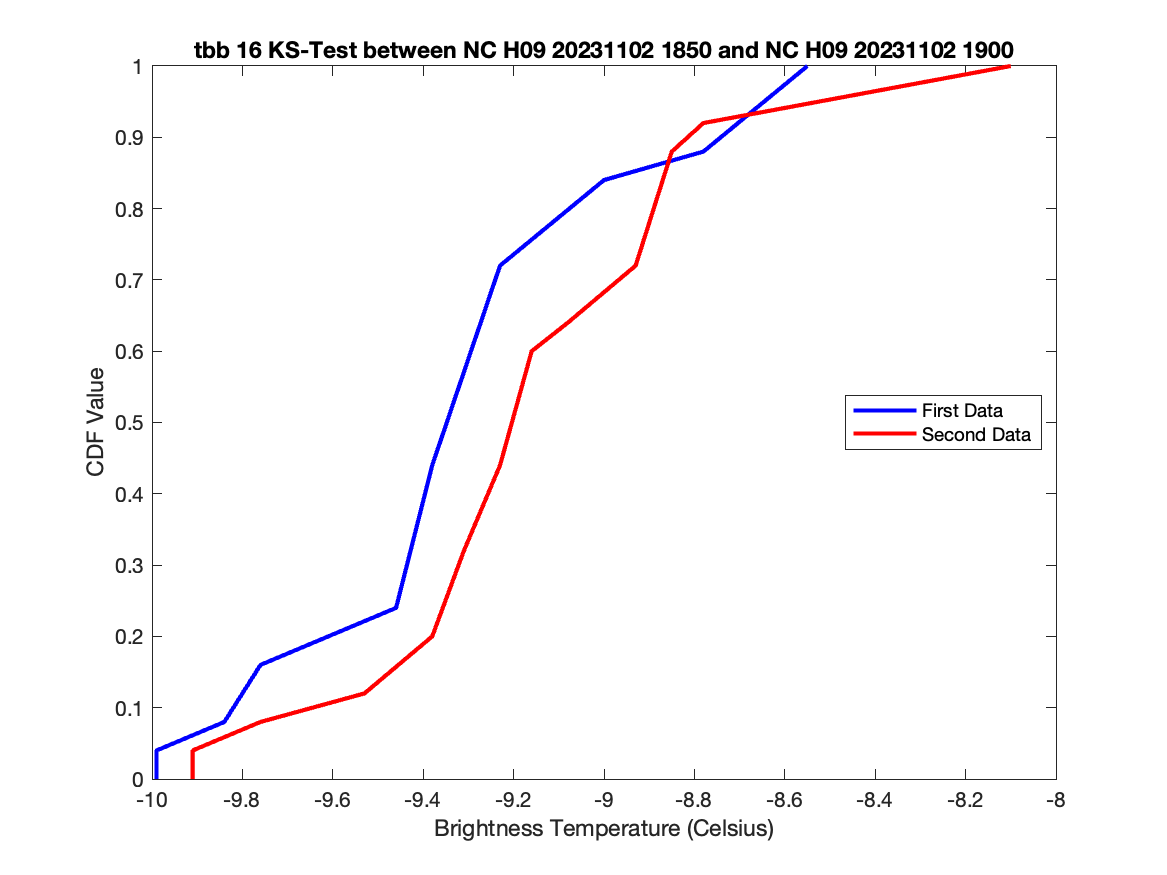 tbb 16 KS-Test between NC H09 20231102 1850 and NC H09 20231102 1900
1
0.9
0.8
0.7
0.6
0.5
0.4
0.3
0.2
0.1
0
CDF Value
First Data
Second Data
-10 -9.8 -9.6 -9.4 -9.2 -9 -8.8 -8.6 -8.4 -8.2 -8
Brightness Temperature (Celsius)